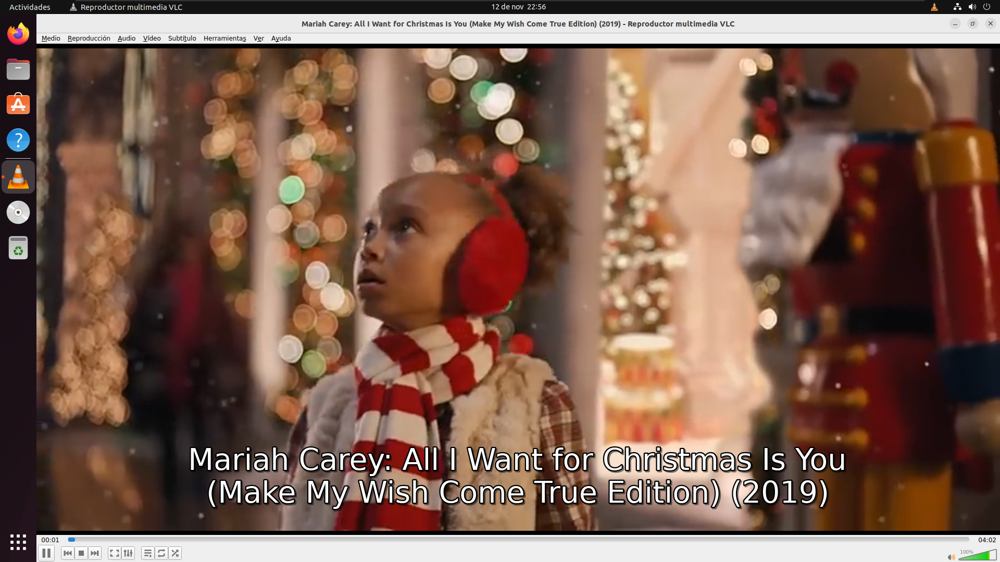 Actividades
Reproductor multimedia VLC
12 de nov 22:56
Mariah Carey: All I Want for Christmas Is You (Make My Wish Come True Edition) (2019) - Reproductor multimedia VLC
Medio Reproducción Audio Vídeo Subtítulo Herramientas Ver Ayuda
Mariah Carey: All I Want for Christmas Is You
(Make My Wish Come True Edition) (2019)
00:01
04:02
100%